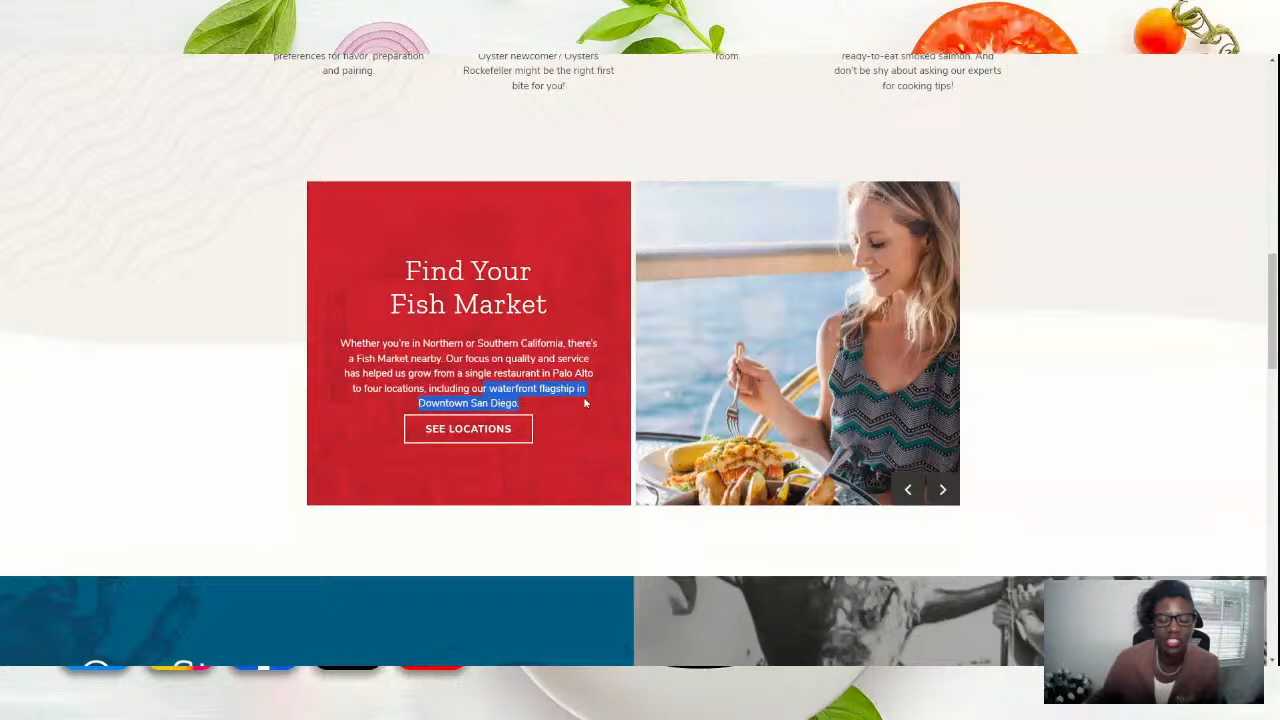 preferences for flavor, preparation
and pairing.
Oyster newcomer? Oysters
Rockefeller might be the right first
bite for you!
room.
ready-to-eat smoked salmon. And
don't be shy about asking our experts
for cooking tips!
Find Your
Fish Market
Whether you're in Northern or Southern California, there's
a Fish Market nearby. Our focus on quality and service
has helped us grow from a single restaurant in Palo Alto
to four locations, including our waterfront flagship in
Downtown San Diego.
SEE LOCATIONS